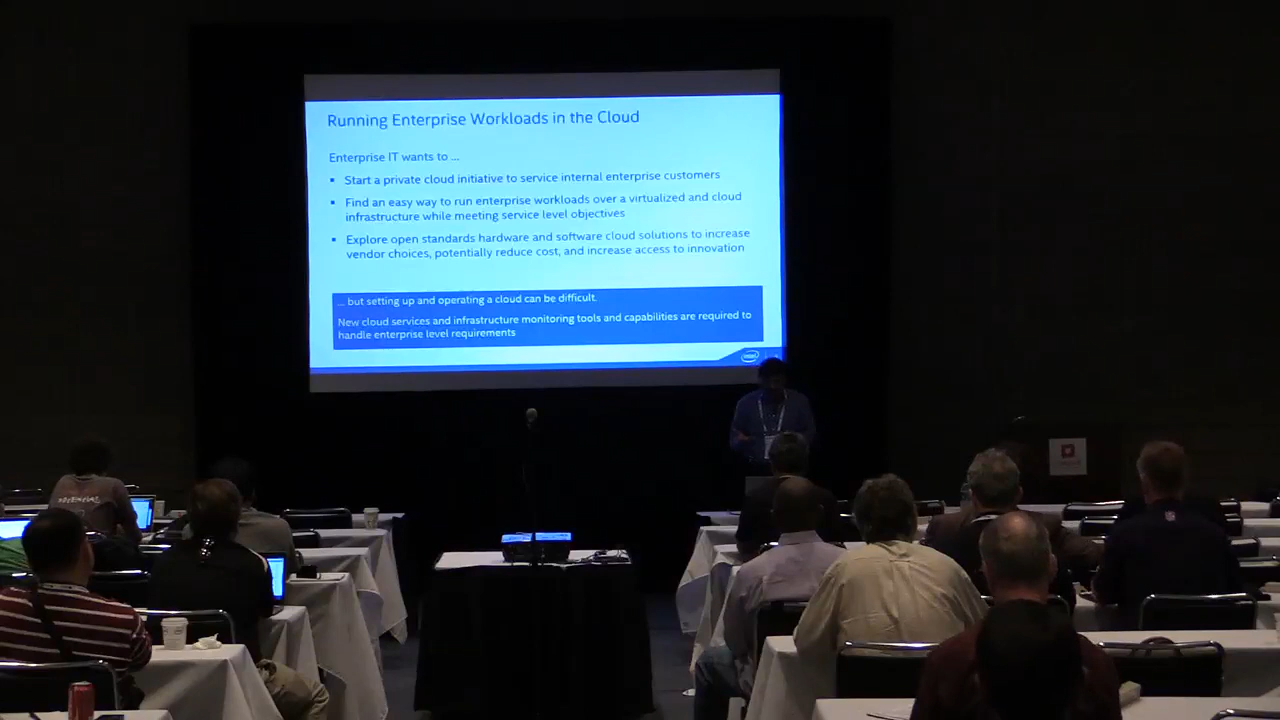 Running Enterprise Workloads in the Cloud
Enterprise IT wants to ...
▪ Start a private cloud initiative to service internal enterprise customers
▪ Find an easy way to run enterprise workloads over a virtualized and cloud
infrastructure while meeting service level objectives
▪ Explore open standards hardware and software cloud solutions to increase
vendor choices, potentially reduce cost, and increase access to innovation
... but setting up and operating a cloud can be difficult.
New cloud services and infrastructure monitoring tools and capabilities are required to
handle enterprise level requirements
intel